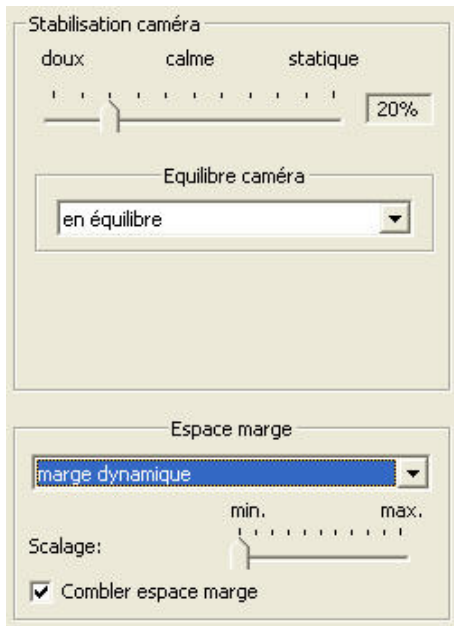 Stabilisation caméra
doux calme statique
20%
Equilibre caméra
en équilibre
Espace marge
marge dynamique
min. max.
Scalage:
Combler espace marge